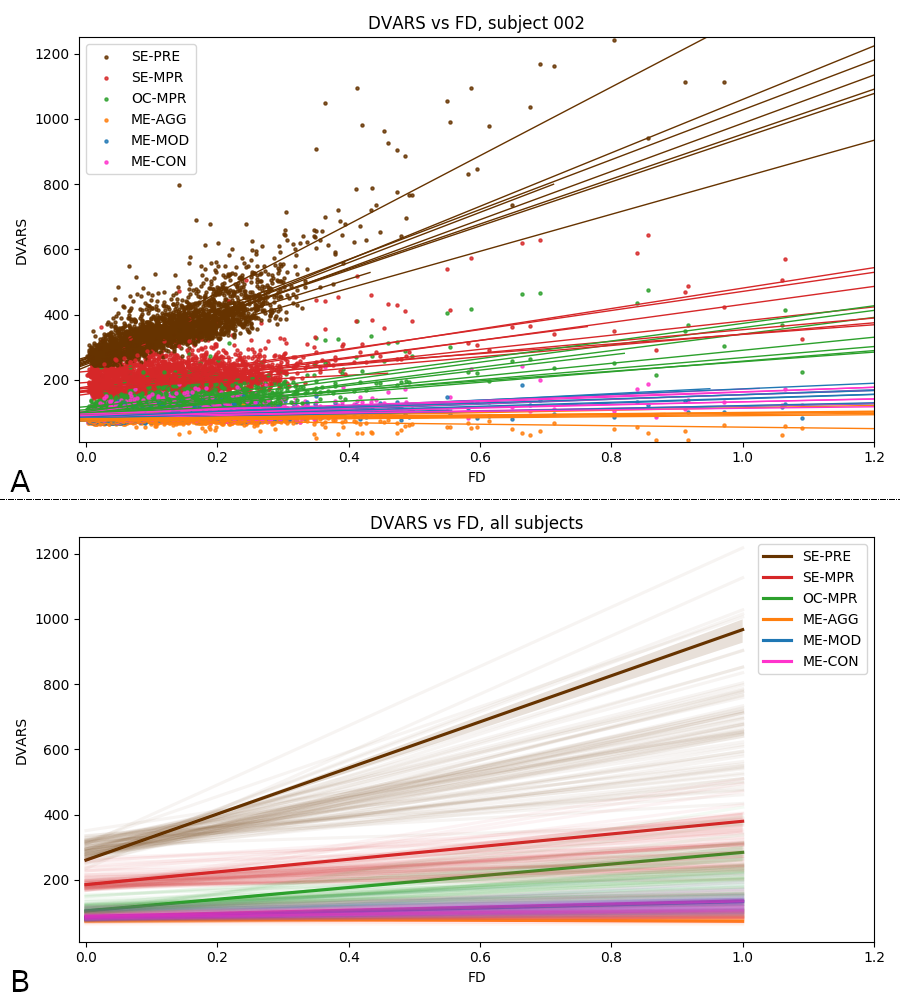 DVARS vs FD, subject 002
1200
1000
800
600
400
200
DVARS
SE-PRE
SE-MPR
OC-MPR
ME-AGG
ME-MOD
ME-CON
0.0 0.2 0.4 0.6 0.8 1.0 1.2
FD
A
DVARS vs FD, all subjects
1200
1000
800
600
400
200
DVARS
SE-PRE
SE-MPR
OC-MPR
ME-AGG
ME-MOD
ME-CON
0.0 0.2 0.4 0.6 0.8 1.0 1.2
FD
B